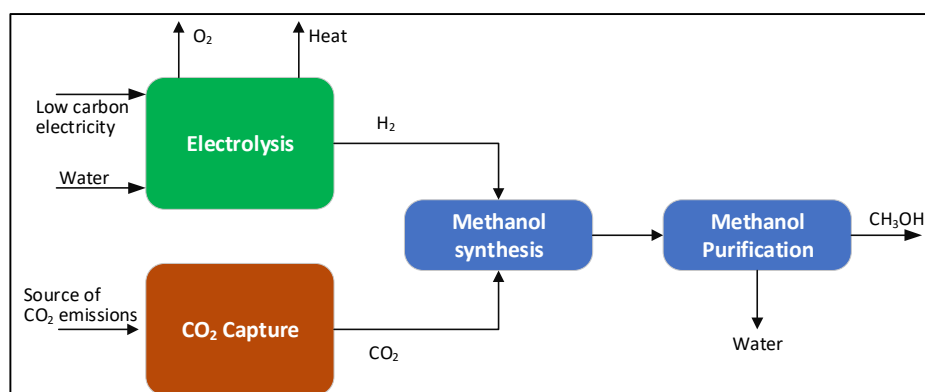 O₂
Heat
Low carbon
electricity
Electrolysis
H₂
Water
Methanol
synthesis
Methanol
Purification
CH₃OH
Source of
CO₂ emissions
CO₂ Capture
CO₂
Water